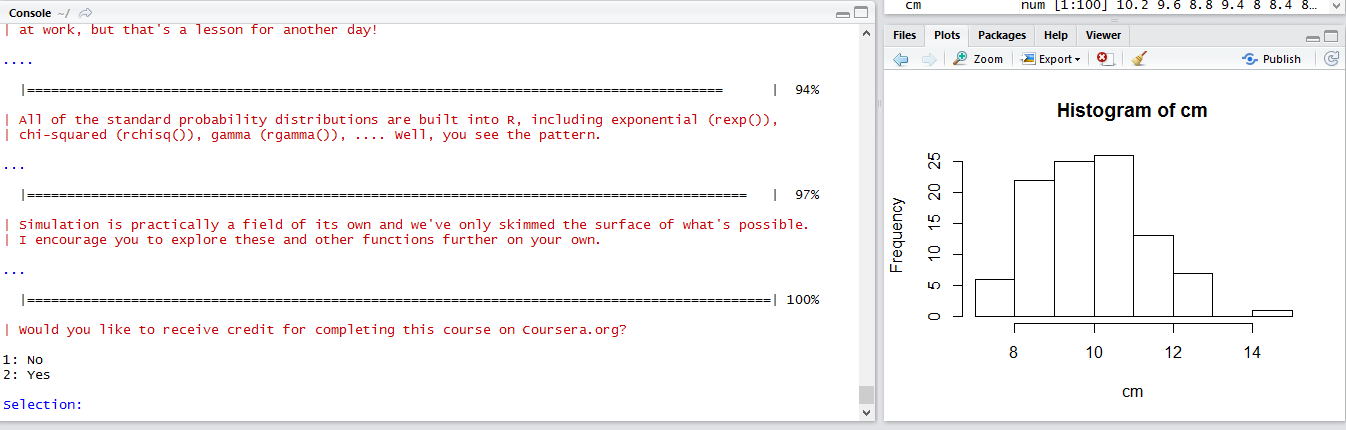 Console ~/
| at work, but that's a lesson for another day!
....
|======================================================================================= | 94%
| All of the standard probability distributions are built into R, including exponential (rexp()),
| chi-squared (rchisq()), gamma (rgamma()), .... Well, you see the pattern.
...
|========================================================================================== | 97%
| Simulation is practically a field of its own and we've only skimmed the surface of what's possible.
| I encourage you to explore these and other functions further on your own.
...
|=============================================================================================| 100%
| Would you like to receive credit for completing this course on Coursera.org?
1: No
2: Yes
Selection:
cm num [1:100] 10.2 9.6 8.8 9.4 8 8.4 8…
Files Plots Packages Help Viewer
Zoom Export Publish
Histogram of cm
Frequency
25
20
15
10
5
0
8 10 12 14
cm